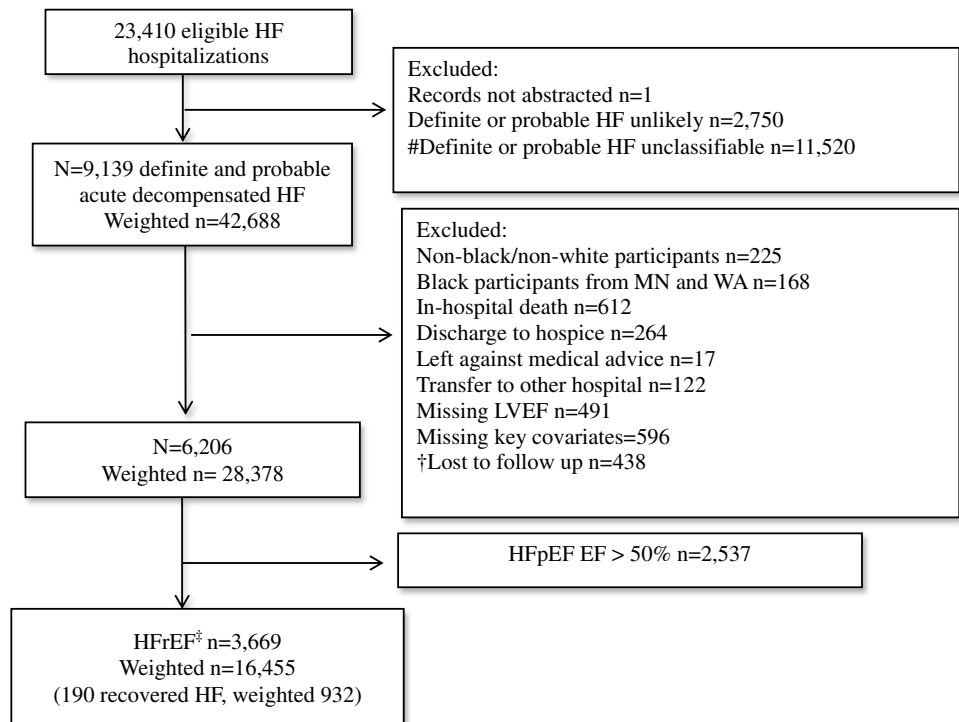 23,410 eligible HF
hospitalizations
Excluded:
Records not abstracted n=1
Definite or probable HF unlikely n=2,750
#Definite or probable HF unclassifiable n=11,520
N=9,139 definite and probable
acute decompensated HF
Weighted n=42,688
Excluded:
Non-black/non-white participants n=225
Black participants from MN and WA n=168
In-hospital death n=612
Discharge to hospice n=264
Left against medical advice n=17
Transfer to other hospital n=122
Missing LVEF n=491
Missing key covariates=596
†Lost to follow up n=438
N=6,206
Weighted n= 28,378
HFpEF EF > 50% n=2,537
HFrEF‡ n=3,669
Weighted n=16,455
(190 recovered HF, weighted 932)